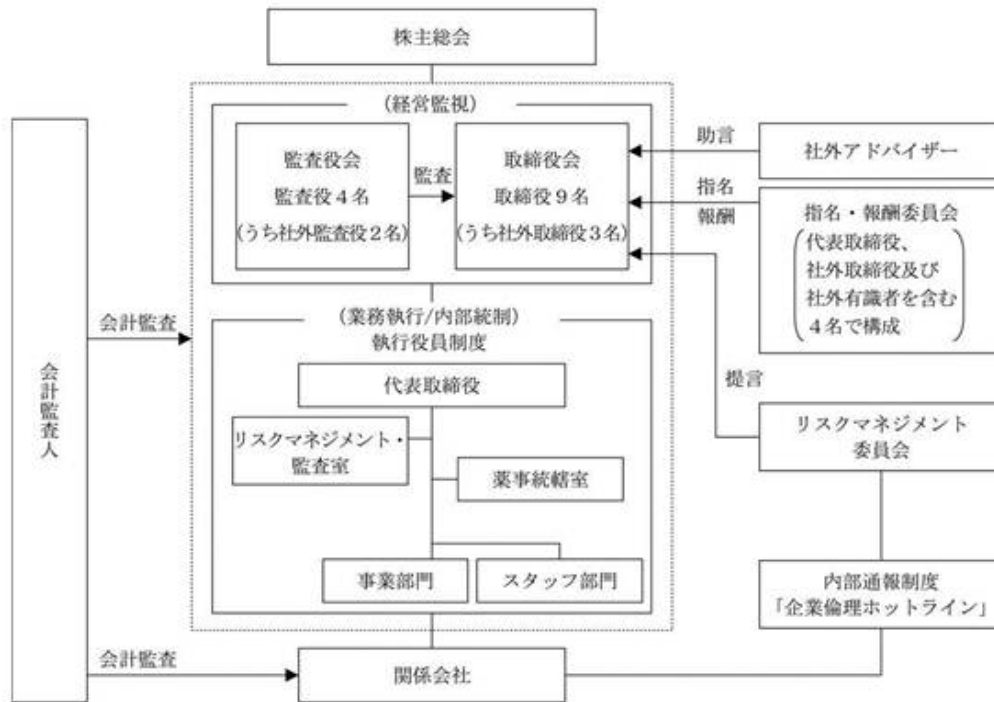 株主総会
(経営監視)
監査役会
監査役4名
(うち社外監査役2名)
監査
取締役会
取締役9名
(うち社外取締役3名)
助言
社外アドバイザー
指名
報酬
指名・報酬委員会
代表取締役、
社外取締役及び
社外有識者を含む
4名で構成
会計監査
会計監査人
(業務執行/内部統制)
執行役員制度
代表取締役
リスクマネジメント・
監査室
薬事統轄室
事業部門
スタッフ部門
提言
リスクマネジメント
委員会
内部通報制度
「企業倫理ホットライン」
会計監査
関係会社